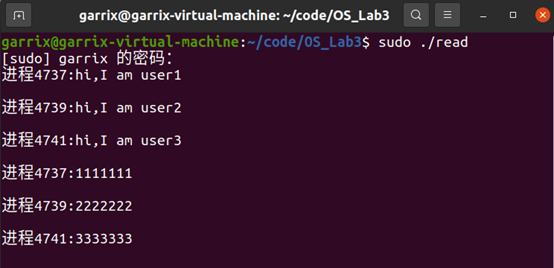 garrix@garrix-virtual-machine: ~/code/OS_Lab3
garrix@garrix-virtual-machine:~/code/OS_Lab3$ sudo ./read
[sudo] garrix 的密码：
进程4737:hi,I am user1
进程4739:hi,I am user2
进程4741:hi,I am user3
进程4737:1111111
进程4739:2222222
进程4741:3333333